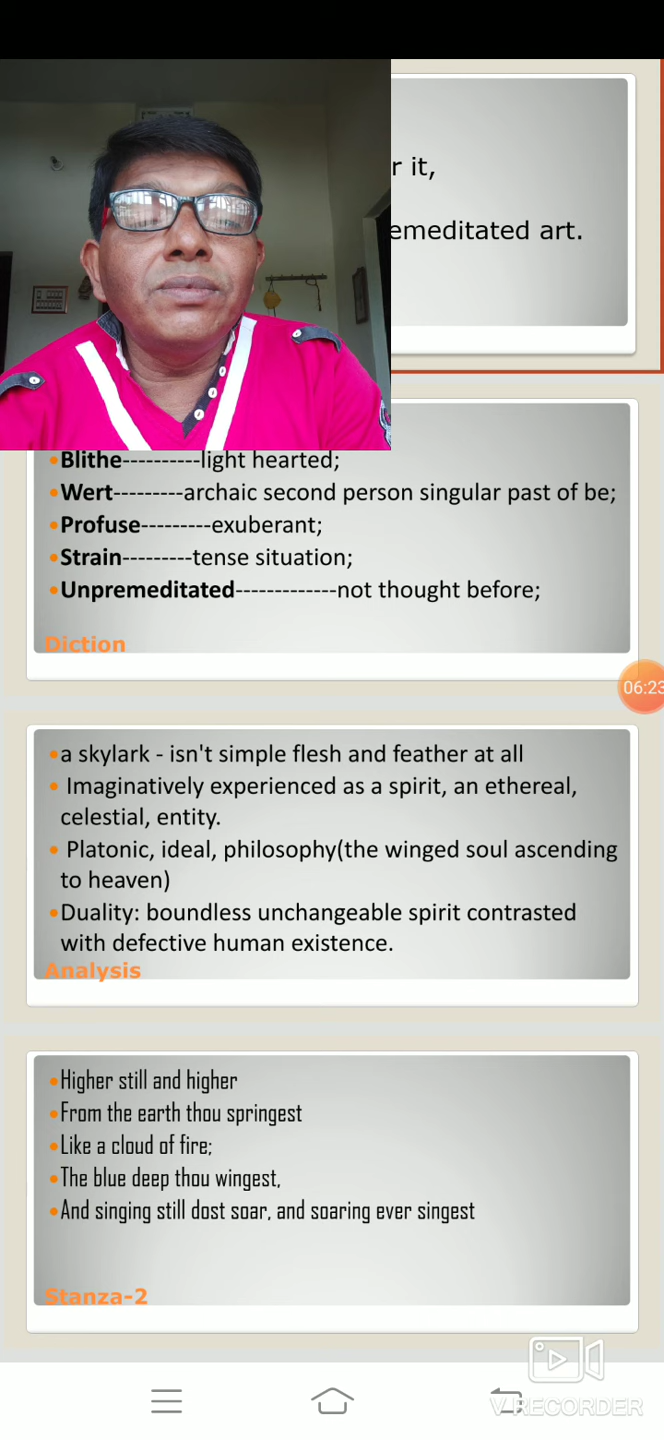 r it,
emeditated art.
•Blithe----------light hearted;
•Wert---------archaic second person singular past of be;
•Profuse---------exuberant;
•Strain---------tense situation;
•Unpremeditated-------------not thought before;
Diction
06:23
•a skylark - isn't simple flesh and feather at all
• Imaginatively experienced as a spirit, an ethereal,
celestial, entity.
• Platonic, ideal, philosophy(the winged soul ascending
to heaven)
•Duality: boundless unchangeable spirit contrasted
with defective human existence.
Analysis
•Higher still and higher
•From the earth thou springest
•Like a cloud of fire;
•The blue deep thou wingest,
•And singing still dost soar, and soaring ever singest
Stanza-2
V RECORDER